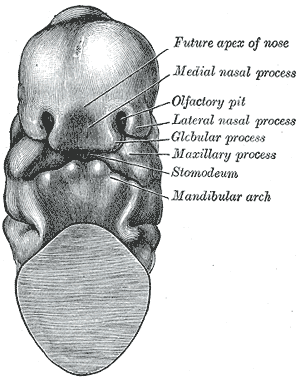 Future apex of nose
Medial nasal process
Olfactory pit
Lateral nasal process
Globular process
Maxillary process
Stomodeum
Mandibular arch